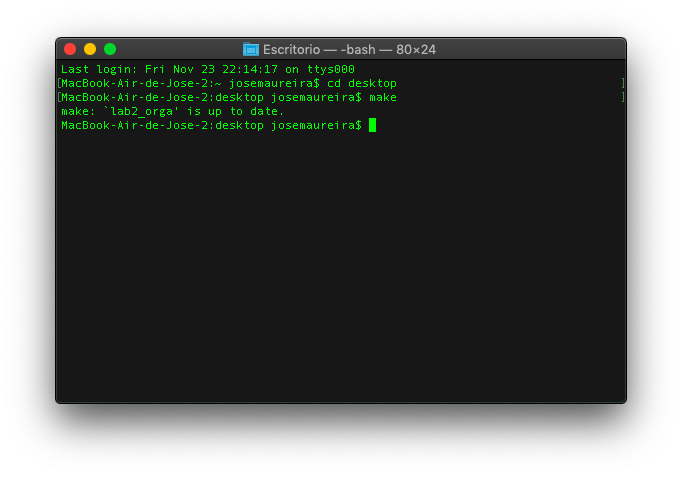 Escritorio — -bash — 80×24
Last login: Fri Nov 23 22:14:17 on ttys000
[MacBook-Air-de-Jose-2:~ josemaureira$ cd desktop ]
[MacBook-Air-de-Jose-2:desktop josemaureira$ make ]
make: `lab2_orga' is up to date.
MacBook-Air-de-Jose-2:desktop josemaureira$